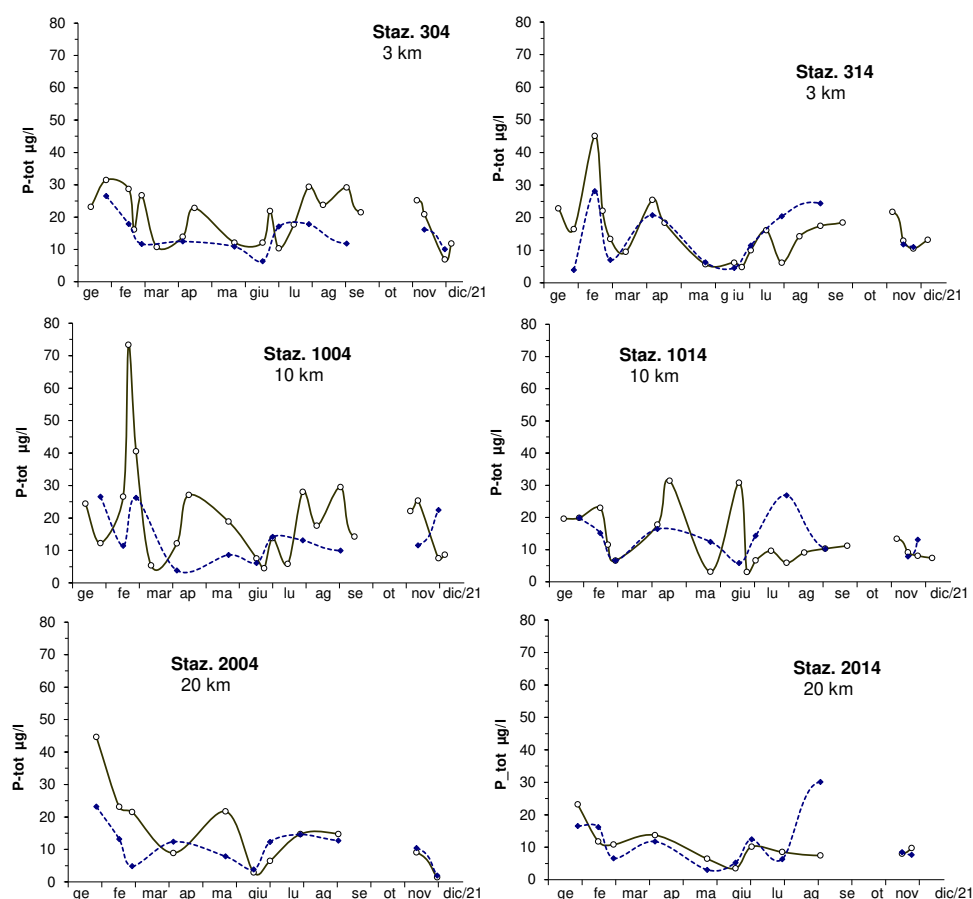 Staz. 304
3 km
P-tot µg/l
80
70
60
50
40
30
20
10
0
ge fe mar ap ma giu lu ag se ot nov dic/21
Staz. 314
3 km
P-tot µg/l
80
70
60
50
40
30
20
10
0
ge fe mar ap ma g iu lu ag se ot nov dic/21
Staz. 1004
10 km
P-tot µg/l
80
70
60
50
40
30
20
10
0
ge fe mar ap ma giu lu ag se ot nov dic/21
Staz. 1014
10 km
P-tot µg/l
80
70
60
50
40
30
20
10
0
ge fe mar ap ma giu lu ag se ot nov dic/21
Staz. 2004
20 km
P-tot µg/l
80
70
60
50
40
30
20
10
0
ge fe mar ap ma giu lu ag se ot nov dic/21
Staz. 2014
20 km
P_tot µg/l
80
70
60
50
40
30
20
10
0
ge fe mar ap ma giu lu ag se ot nov dic/21